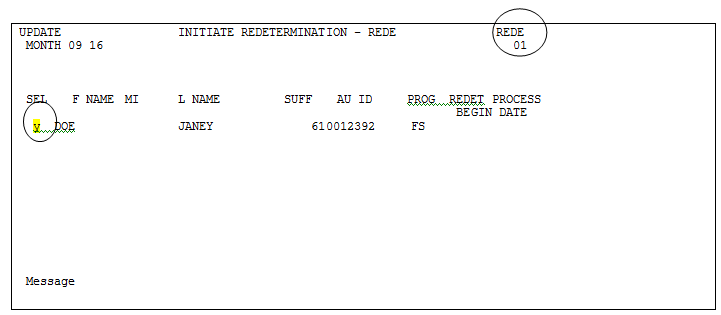 UPDATE INITIATE REDETERMINATION – REDE REDE
MONTH 09 16 01
SEL F NAME MI L NAME SUFF AU ID PROG REDET PROCESS
BEGIN DATE
y DOE JANEY 610012392 FS
Message